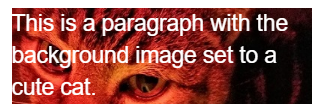 This is a paragraph with the
background image set to a
cute cat.